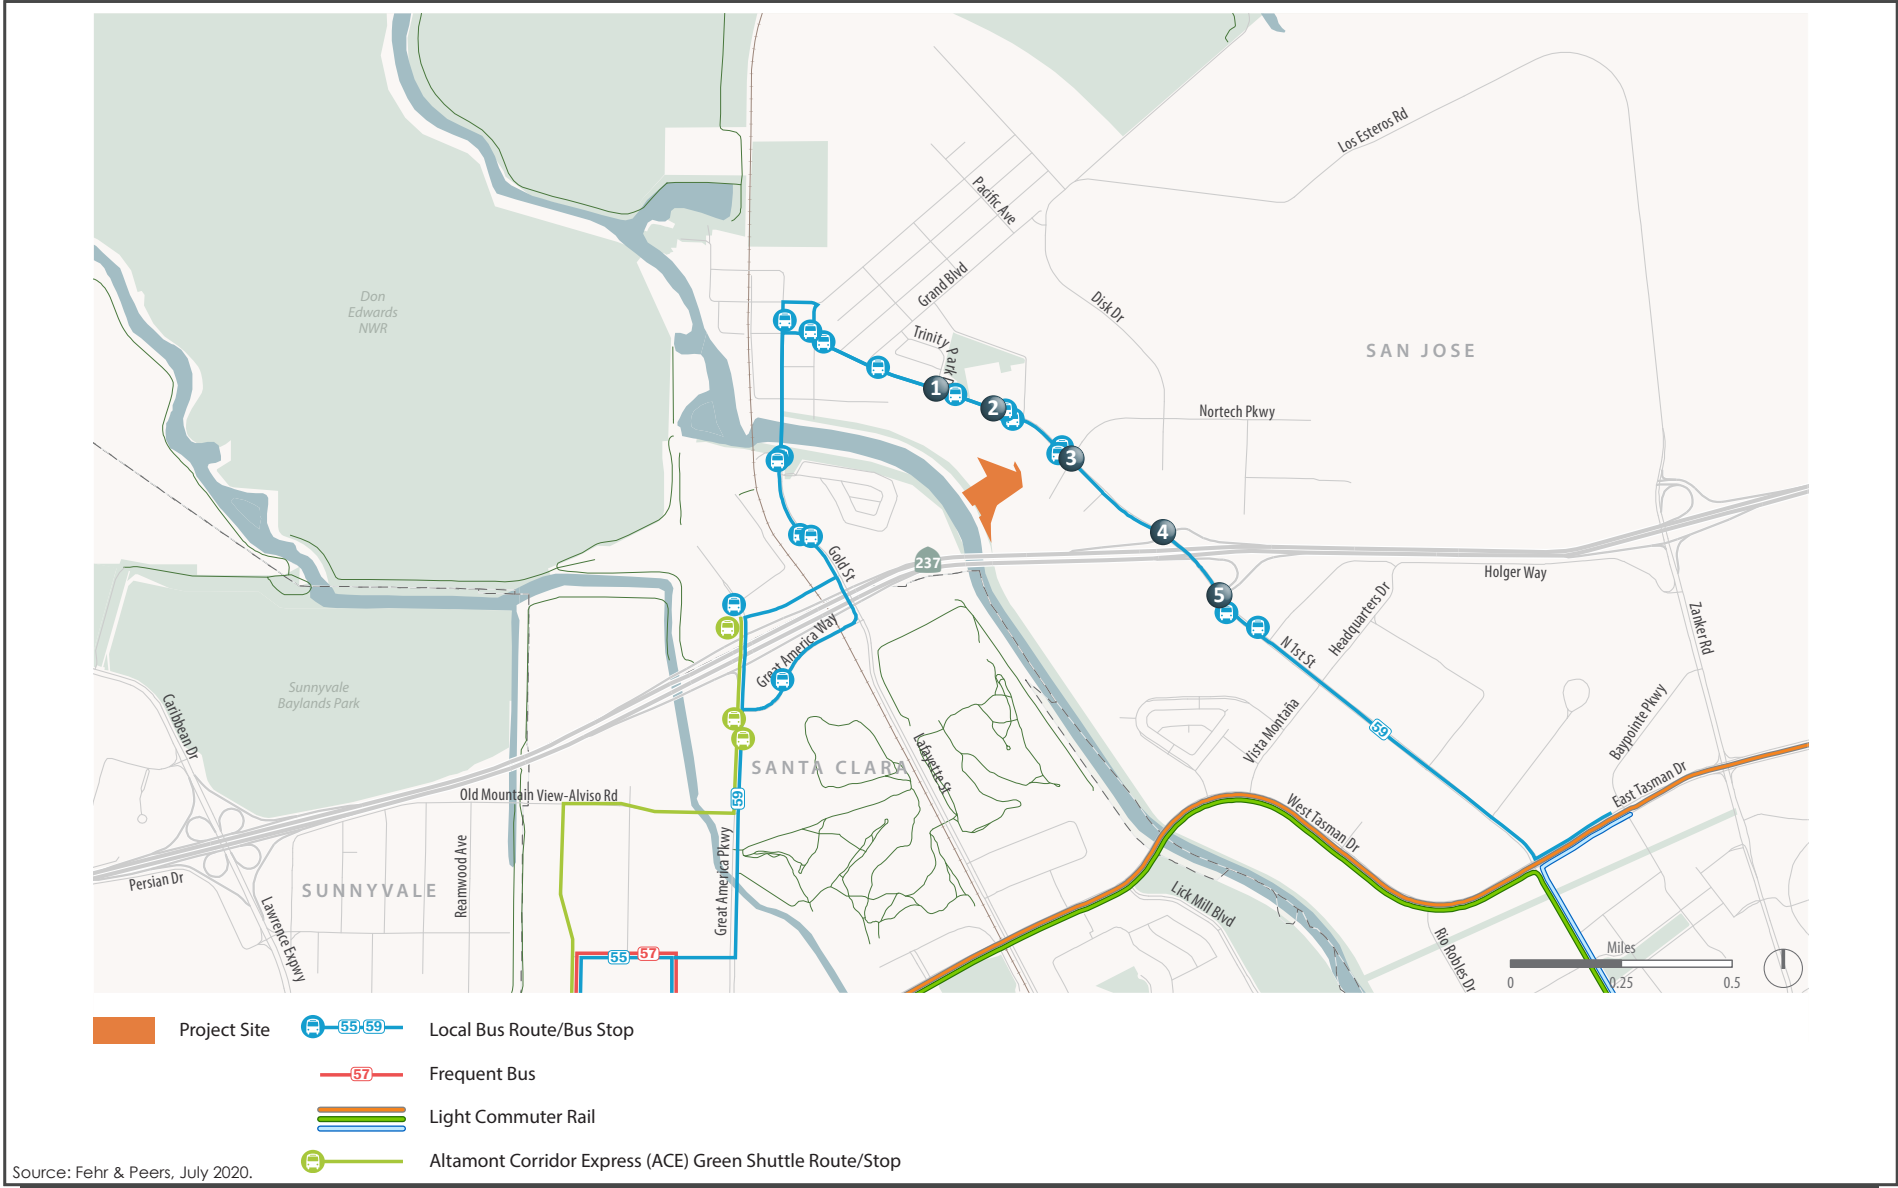 Los Esteros Rd
Pacific Ave
Grand Blvd
Disk Dr
Don
Edwards
NWR
Trinity Park
SAN JOSE
1
2
Nortech Pkwy
3
4
Gold St
237
Holger Way
5
Headquarters Dr
Zanker Rd
Great America Way
N 1st St
Sunnyvale
Baylands Park
Caribbean Dr
Baypointe Pkwy
Vista Montaña
59
Lafayette St
SANTA CLARA
East Tasman Dr
Old Mountain View-Alviso Rd
59
West Tasman Dr
Reamwood Ave
Great America Pkwy
Persian Dr
SUNNYVALE
Lick Mill Blvd
Lawrence Expwy
Rio Robles Dr
Miles
55
57
0
0.25
0.5
Project Site
55 59
Local Bus Route/Bus Stop
57
Frequent Bus
Light Commuter Rail
Altamont Corridor Express (ACE) Green Shuttle Route/Stop
Source: Fehr & Peers, July 2020.